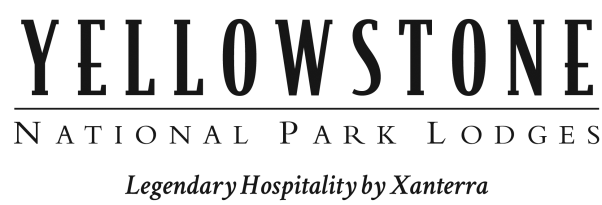 YELLOWSTONE
NATIONAL PARK LODGES
Legendary Hospitality by Xanterra